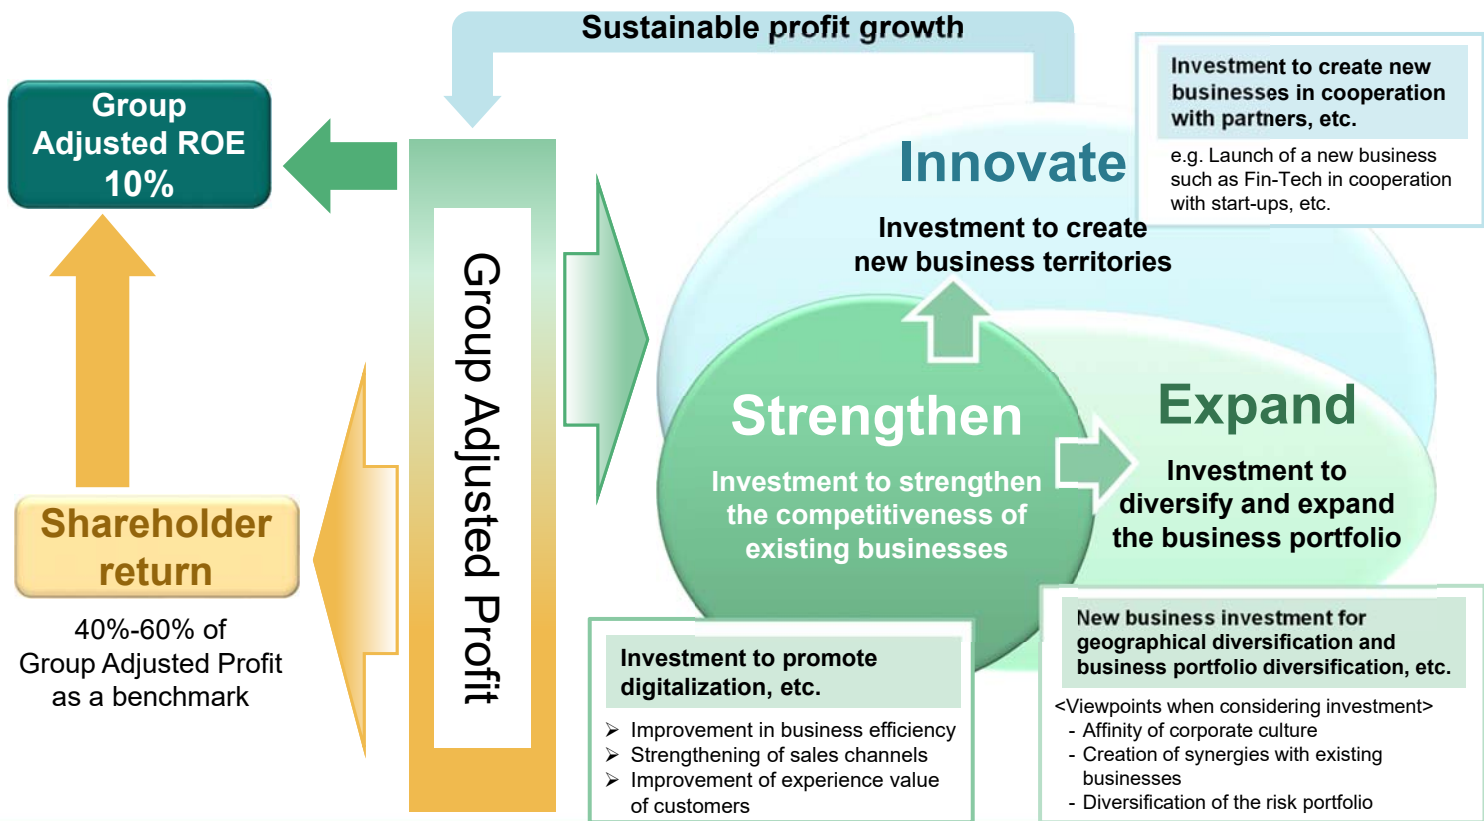 Sustainable profit growth
Group
Adjusted ROE
10%
Shareholder
return
40%-60% of
Group Adjusted Profit
as a benchmark
Group Adjusted Profit
Innovate
Investment to create
new business territories
Investment to create new
businesses in cooperation
with partners, etc.
e.g. Launch of a new business
such as Fin-Tech in cooperation
with start-ups, etc.
Strengthen
Investment to strengthen
the competitiveness of
existing businesses
Expand
Investment to
diversify and expand
the business portfolio
Investment to promote
digitalization, etc.
➢ Improvement in business efficiency
➢ Strengthening of sales channels
➢ Improvement of experience value
of customers
New business investment for
geographical diversification and
business portfolio diversification, etc.
<Viewpoints when considering investment>
- Affinity of corporate culture
- Creation of synergies with existing
businesses
- Diversification of the risk portfolio